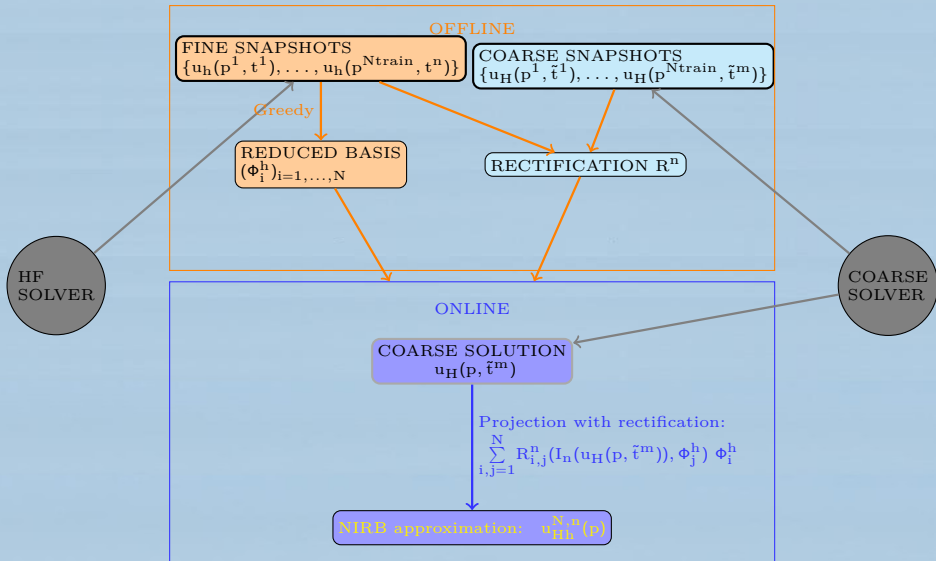 OFFLINE
FINE SNAPSHOTS
{u_h(p^1, t^1), . . . , u_h(p^Ntrain, t^n)}
COARSE SNAPSHOTS
{u_H(p^1, t̃^1), . . . , u_H(p^Ntrain, t̃^m)}
Greedy
REDUCED BASIS
(Φ_i^h)_{i=1,...,N}
RECTIFICATION R^n
HF
SOLVER
COARSE
SOLVER
ONLINE
COARSE SOLUTION
u_H(p, t̃^m)
Projection with rectification:
∑_{i,j=1}^N R_{i,j}^n(I_n(u_H(p, t̃^m)), Φ_j^h) Φ_i^h
NIRB approximation: u_{Hh}^{N,n}(p)